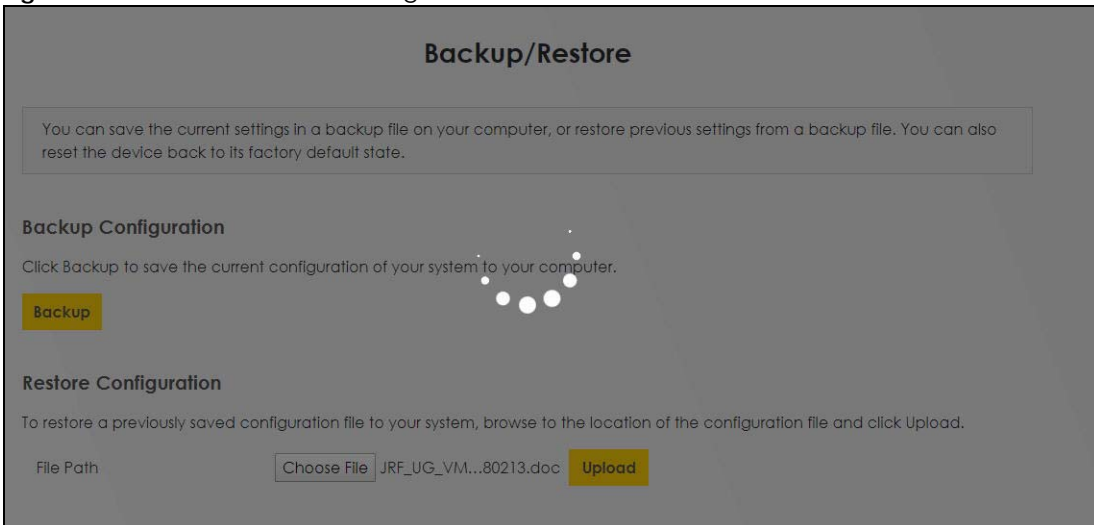 Backup/Restore
You can save the current settings in a backup file on your computer, or restore previous settings from a backup file. You can also
reset the device back to its factory default state.
Backup Configuration
Click Backup to save the current configuration of your system to your computer.
Backup
Restore Configuration
To restore a previously saved configuration file to your system, browse to the location of the configuration file and click Upload.
File Path Choose File JRF_UG_VM...80213.doc Upload